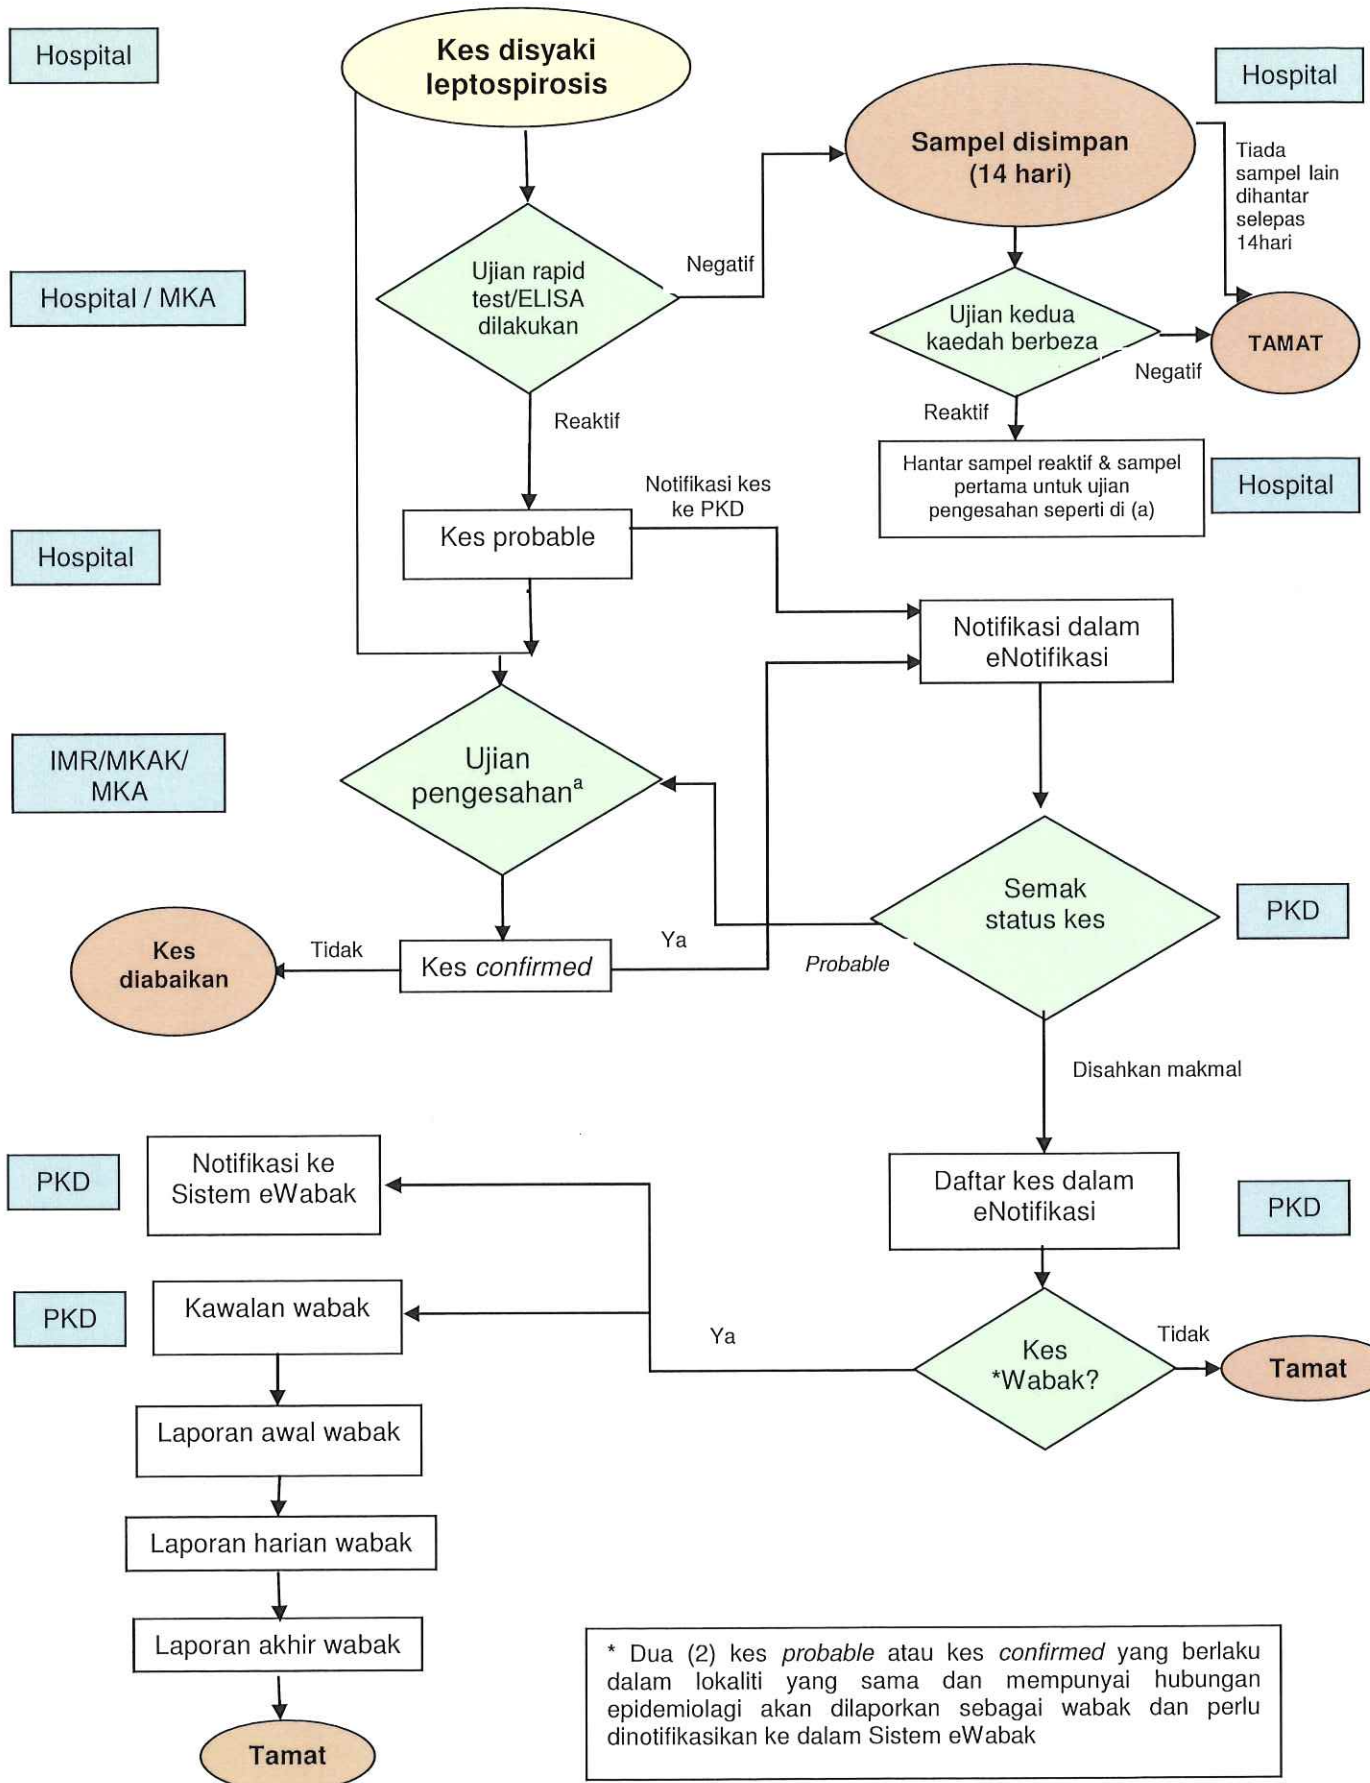 Hospital
Kes disyaki
leptospirosis
Hospital
Sampel disimpan
(14 hari)
Tiada
sampel lain
dihantar
selepas
14hari
Hospital / MKA
Ujian rapid
test/ELISA
dilakukan
Negatif
Ujian kedua
kaedah berbeza
TAMAT
Negatif
Reaktif
Reaktif
Hantar sampel reaktif & sampel
pertama untuk ujian
pengesahan seperti di (a)
Hospital
Notifikasi kes
ke PKD
Kes probable
Hospital
Notifikasi dalam
eNotifikasi
IMR/MKAK/
MKA
Ujian
pengesahanᵃ
Semak
status kes
PKD
Kes
diabaikan
Tidak
Kes confirmed
Ya
Probable
Disahkan makmal
PKD
Notifikasi ke
Sistem eWabak
Daftar kes dalam
eNotifikasi
PKD
PKD
Kawalan wabak
Ya
Kes
*Wabak?
Tidak
Tamat
Laporan awal wabak
Laporan harian wabak
Laporan akhir wabak
Tamat
* Dua (2) kes probable atau kes confirmed yang berlaku
dalam lokaliti yang sama dan mempunyai hubungan
epidemiolagi akan dilaporkan sebagai wabak dan perlu
dinotifikasikan ke dalam Sistem eWabak